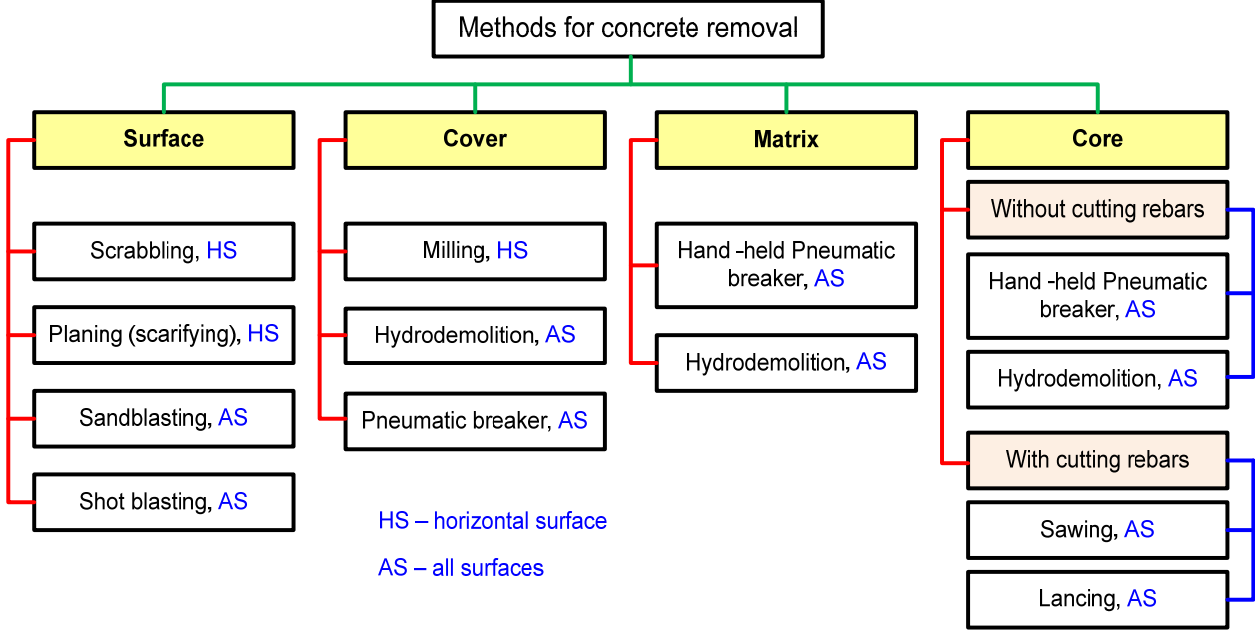 Methods for concrete removal
Surface
Scrabbling, HS
Planing (scarifying), HS
Sandblasting, AS
Shot blasting, AS
Cover
Milling, HS
Hydrodemolition, AS
Pneumatic breaker, AS
Matrix
Hand -held Pneumatic
breaker, AS
Hydrodemolition, AS
Core
Without cutting rebars
Hand -held Pneumatic
breaker, AS
Hydrodemolition, AS
With cutting rebars
Sawing, AS
Lancing, AS
HS – horizontal surface
AS – all surfaces